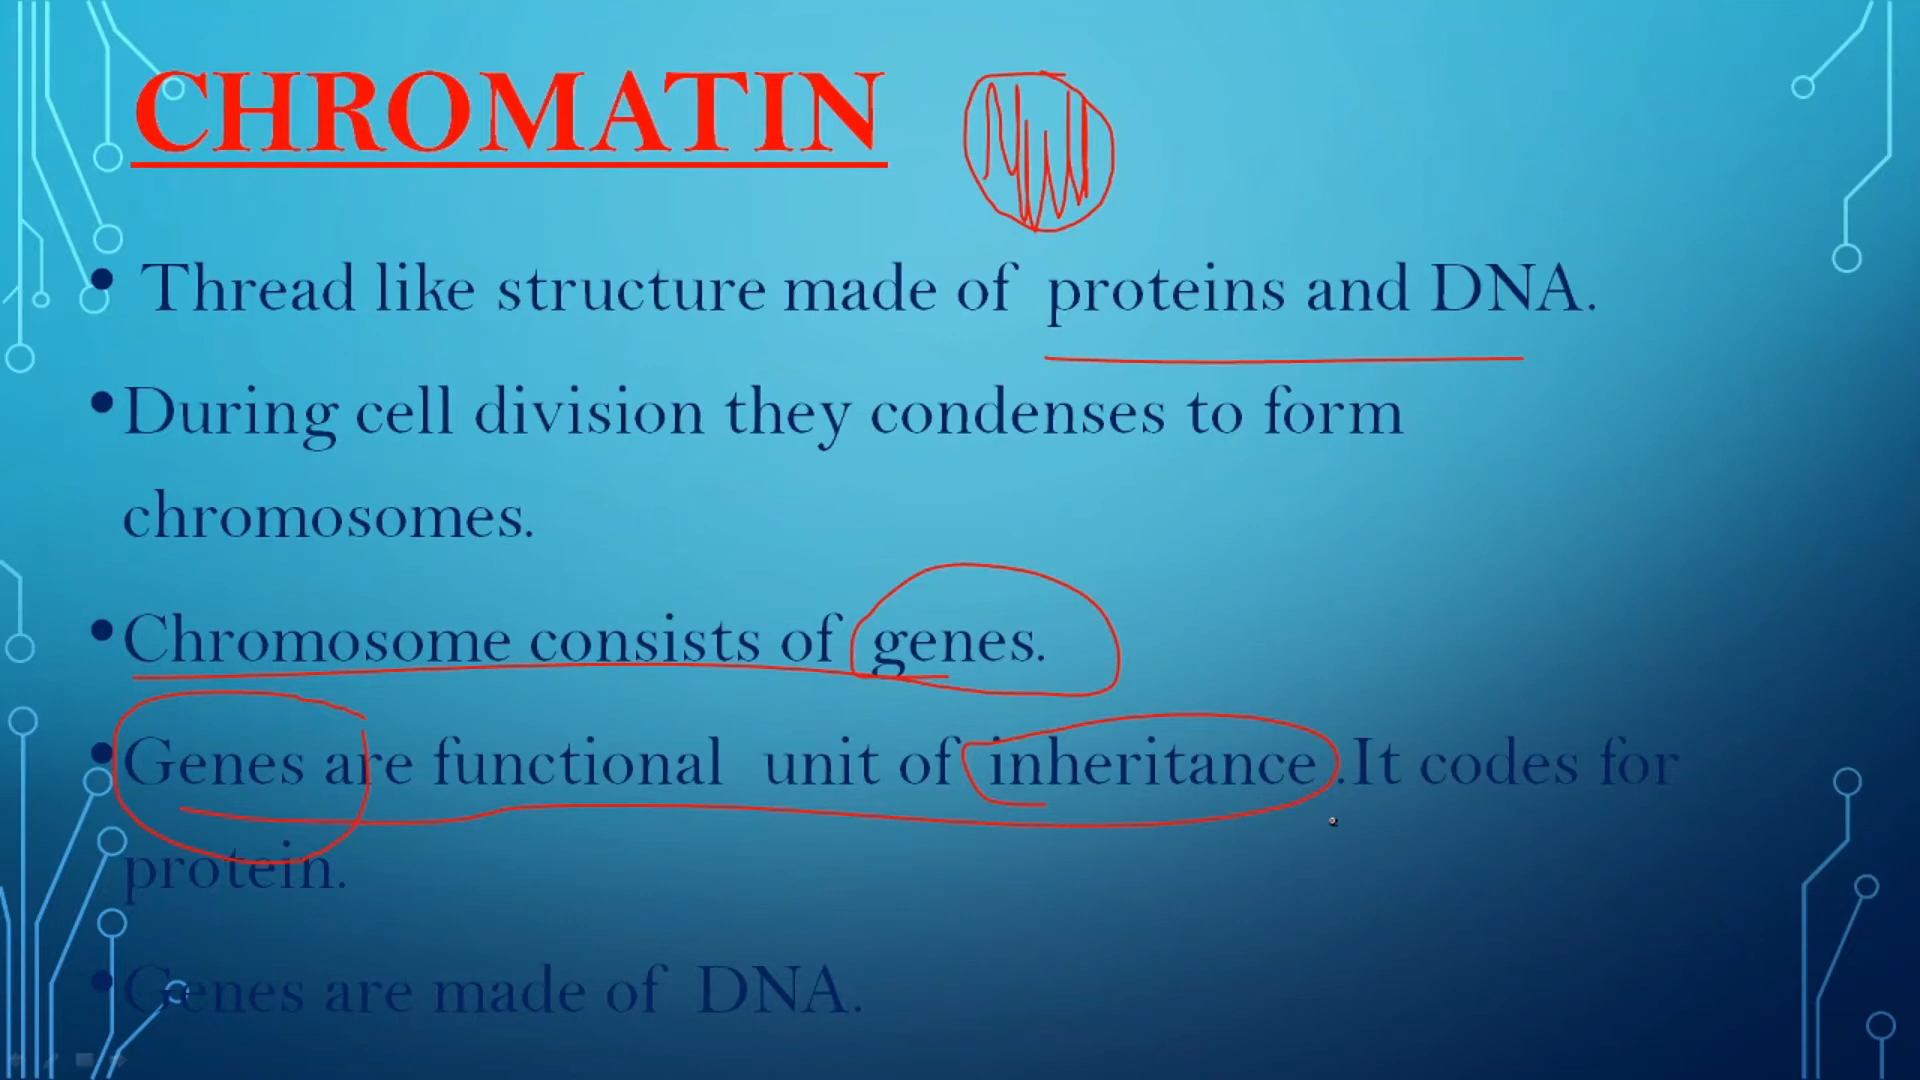 CHROMATIN
• Thread like structure made of proteins and DNA.
• During cell division they condenses to form
chromosomes.
• Chromosome consists of genes.
• Genes are functional unit of inheritance .It codes for
protein.
• Genes are made of DNA.